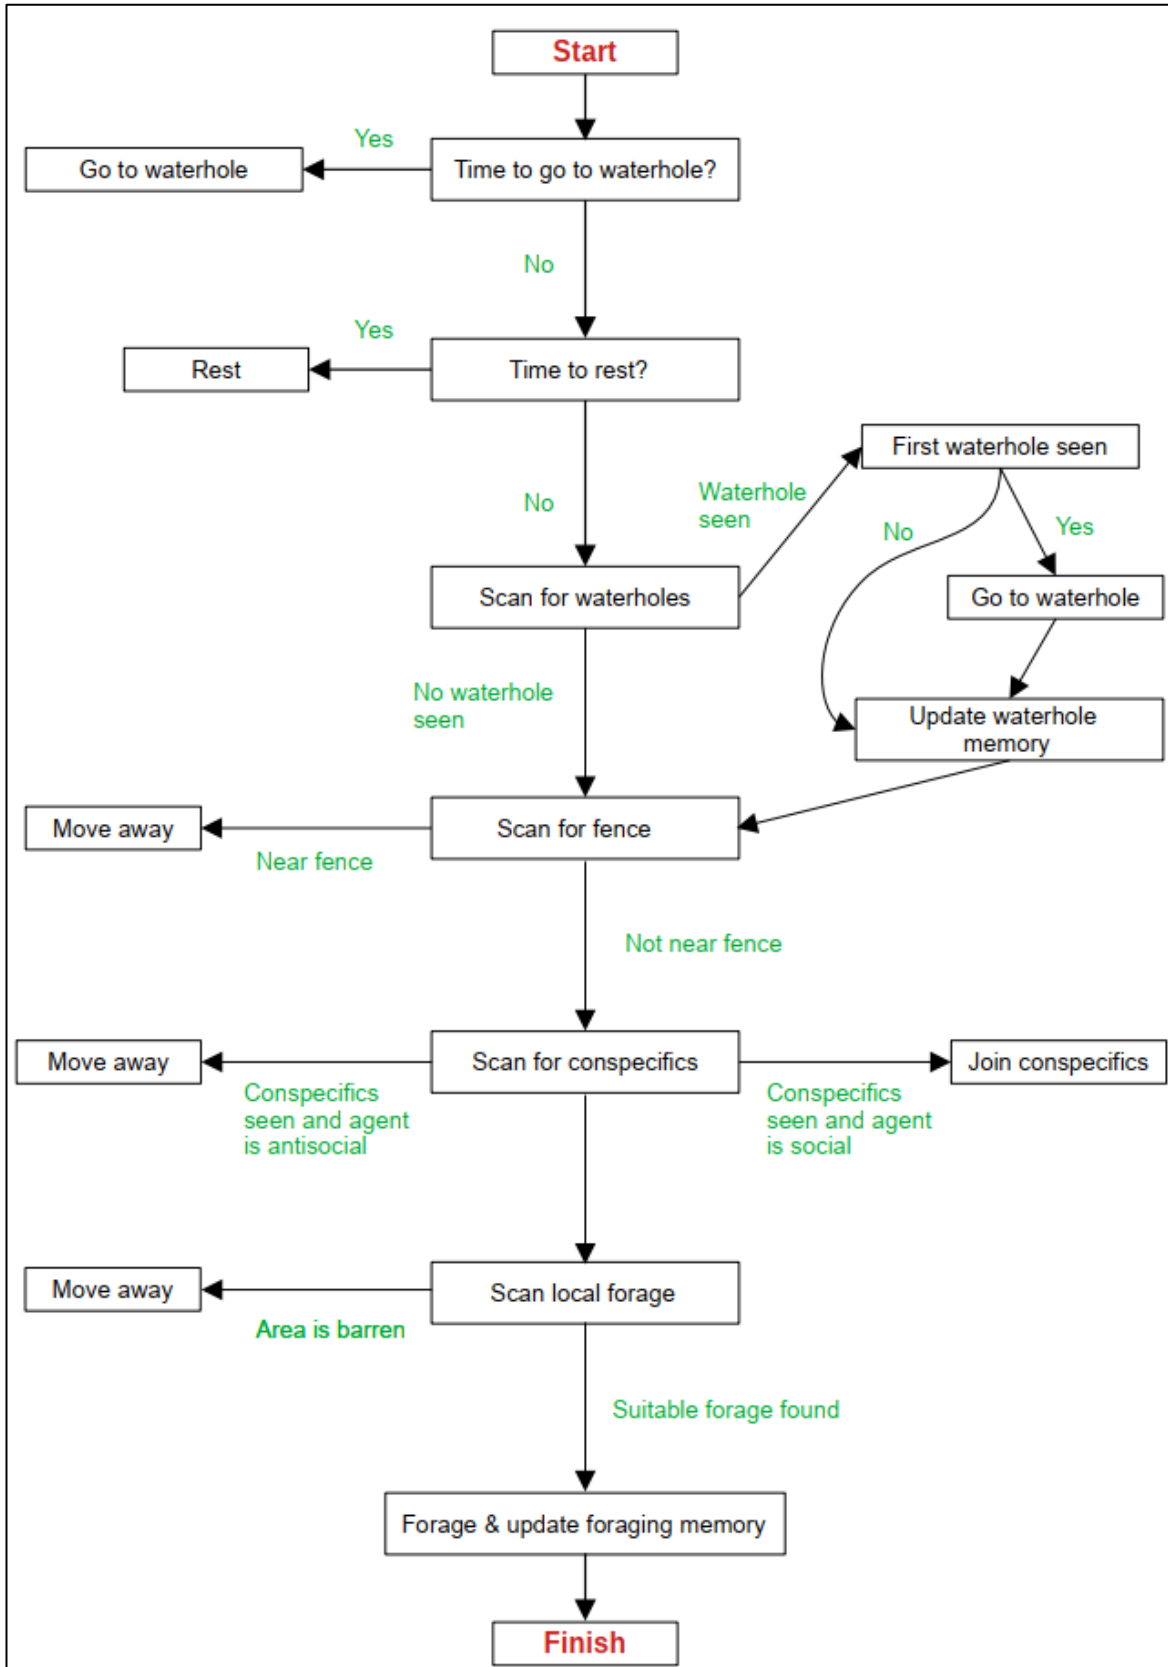 Start
Yes
Go to waterhole
Time to go to waterhole?
No
Yes
Rest
Time to rest?
First waterhole seen
Waterhole
seen
No
No
Yes
Scan for waterholes
Go to waterhole
No waterhole
seen
Update waterhole
memory
Move away
Scan for fence
Near fence
Not near fence
Move away
Scan for conspecifics
Join conspecifics
Conspecifics
seen and agent
is antisocial
Conspecifics
seen and agent
is social
Move away
Scan local forage
Area is barren
Suitable forage found
Forage & update foraging memory
Finish